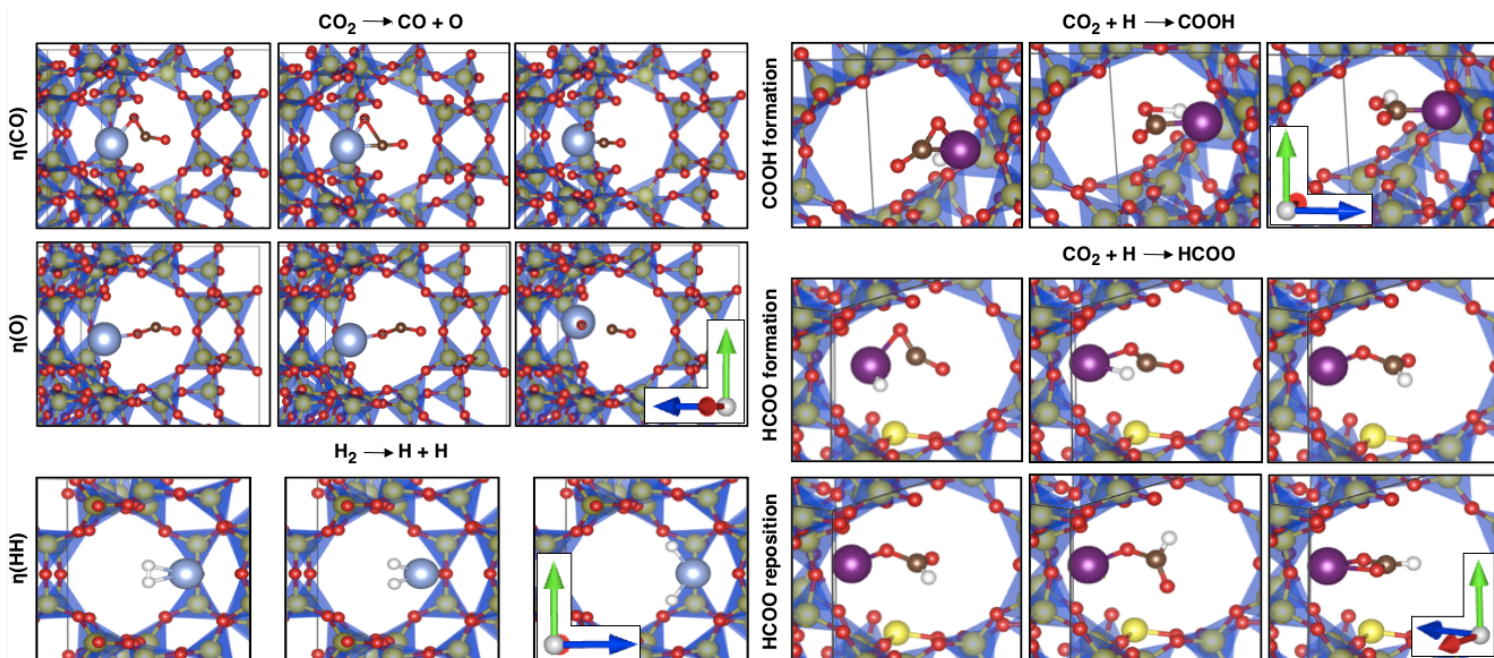 CO₂ → CO + O
η(CO)
η(O)
H₂ → H + H
η(HH)
CO₂ + H → COOH
COOH formation
CO₂ + H → HCOO
HCOO formation
HCOO reposition